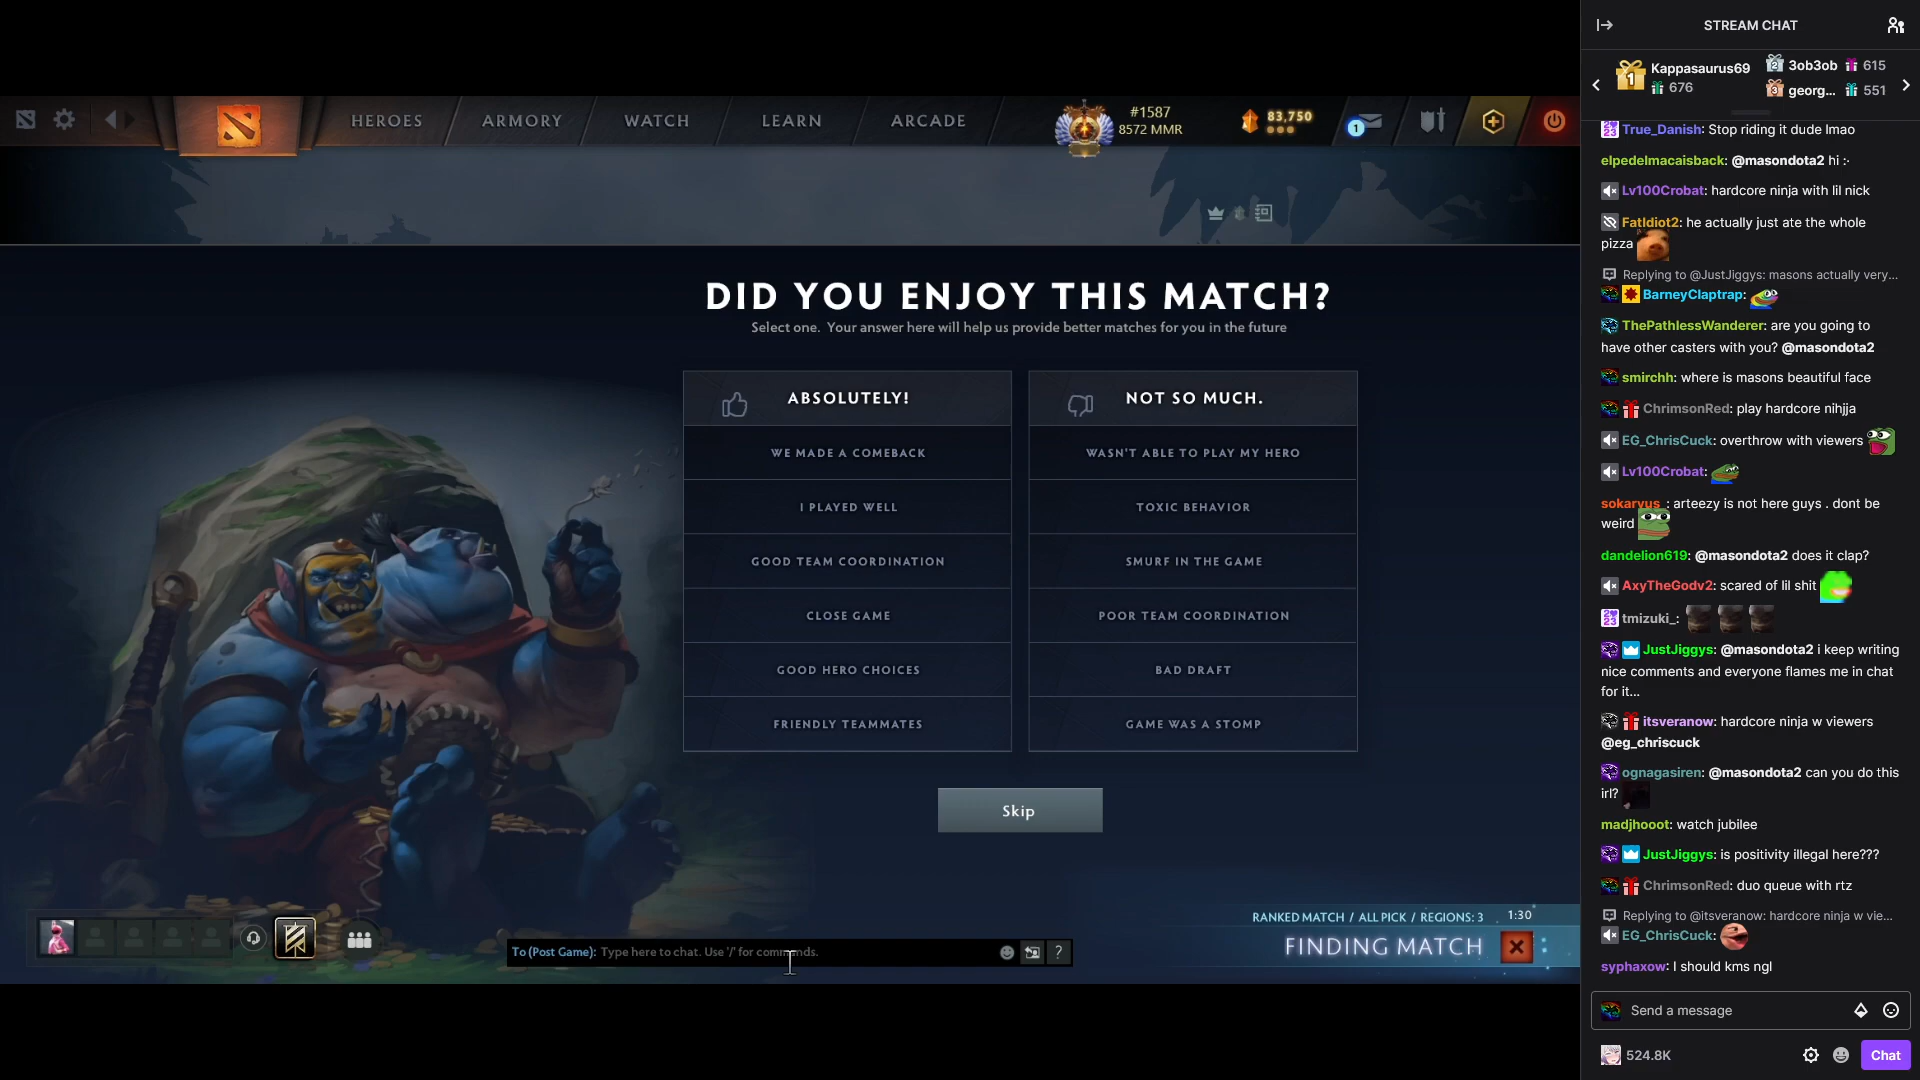 HEROES
ARMORY
WATCH
LEARN
ARCADE
#1587
8572 MMR
83,750
1
DID YOU ENJOY THIS MATCH?
Select one. Your answer here will help us provide better matches for you in the future
ABSOLUTELY!
WE MADE A COMEBACK
I PLAYED WELL
GOOD TEAM COORDINATION
CLOSE GAME
GOOD HERO CHOICES
FRIENDLY TEAMMATES
NOT SO MUCH.
WASN'T ABLE TO PLAY MY HERO
TOXIC BEHAVIOR
SMURF IN THE GAME
POOR TEAM COORDINATION
BAD DRAFT
GAME WAS A STOMP
Skip
RANKED MATCH / ALL PICK / REGIONS: 3 1:30
FINDING MATCH
To (Post Game): Type here to chat. Use '/' for commands.
?
STREAM CHAT
1 Kappasaurus69
676
2 3ob3ob 615
3 georg... 551
True_Danish: Stop riding it dude lmao
elpedelmacaisback: @masondota2 hi :-
Lv100Crobat: hardcore ninja with lil nick
FatIdiot2: he actually just ate the whole
pizza
Replying to @JustJiggys: masons actually very...
BarneyClaptrap:
ThePathlessWanderer: are you going to
have other casters with you? @masondota2
smirchh: where is masons beautiful face
ChrimsonRed: play hardcore nihjja
EG_ChrisCuck: overthrow with viewers
Lv100Crobat:
sokaryus_: arteezy is not here guys . dont be
weird
dandelion619: @masondota2 does it clap?
AxyTheGodv2: scared of lil shit
tmizuki_:
JustJiggys: @masondota2 i keep writing
nice comments and everyone flames me in chat
for it...
itsveranow: hardcore ninja w viewers
@eg_chriscuck
ognagasiren: @masondota2 can you do this
irl?
madjhooot: watch jubilee
JustJiggys: is positivity illegal here???
ChrimsonRed: duo queue with rtz
Replying to @itsveranow: hardcore ninja w vie...
EG_ChrisCuck:
syphaxow: I should kms ngl
Send a message
524.8K
Chat